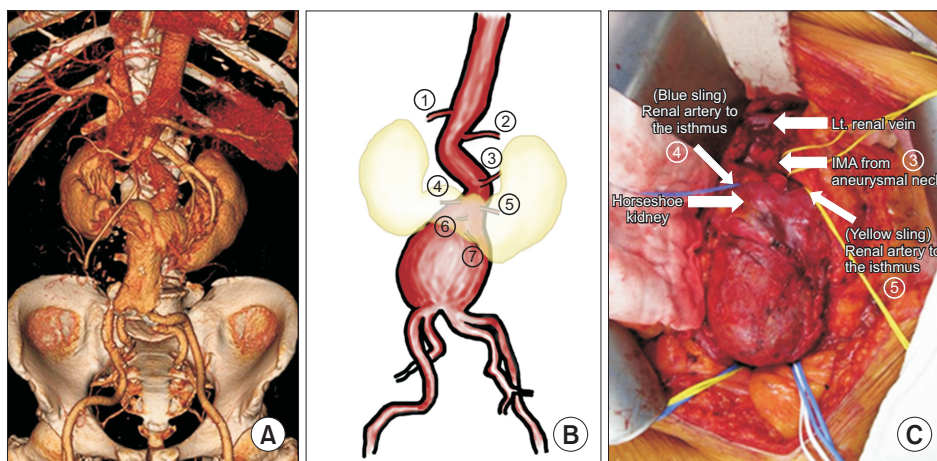 A
①
②
③
④
⑤
⑥
⑦
B
(Blue sling)
Renal artery to
the isthmus
④
Horseshoe
kidney
Lt. renal vein
IMA from ③
aneurysmal neck
(Yellow sling)
Renal artery to
the isthmus
⑤
C